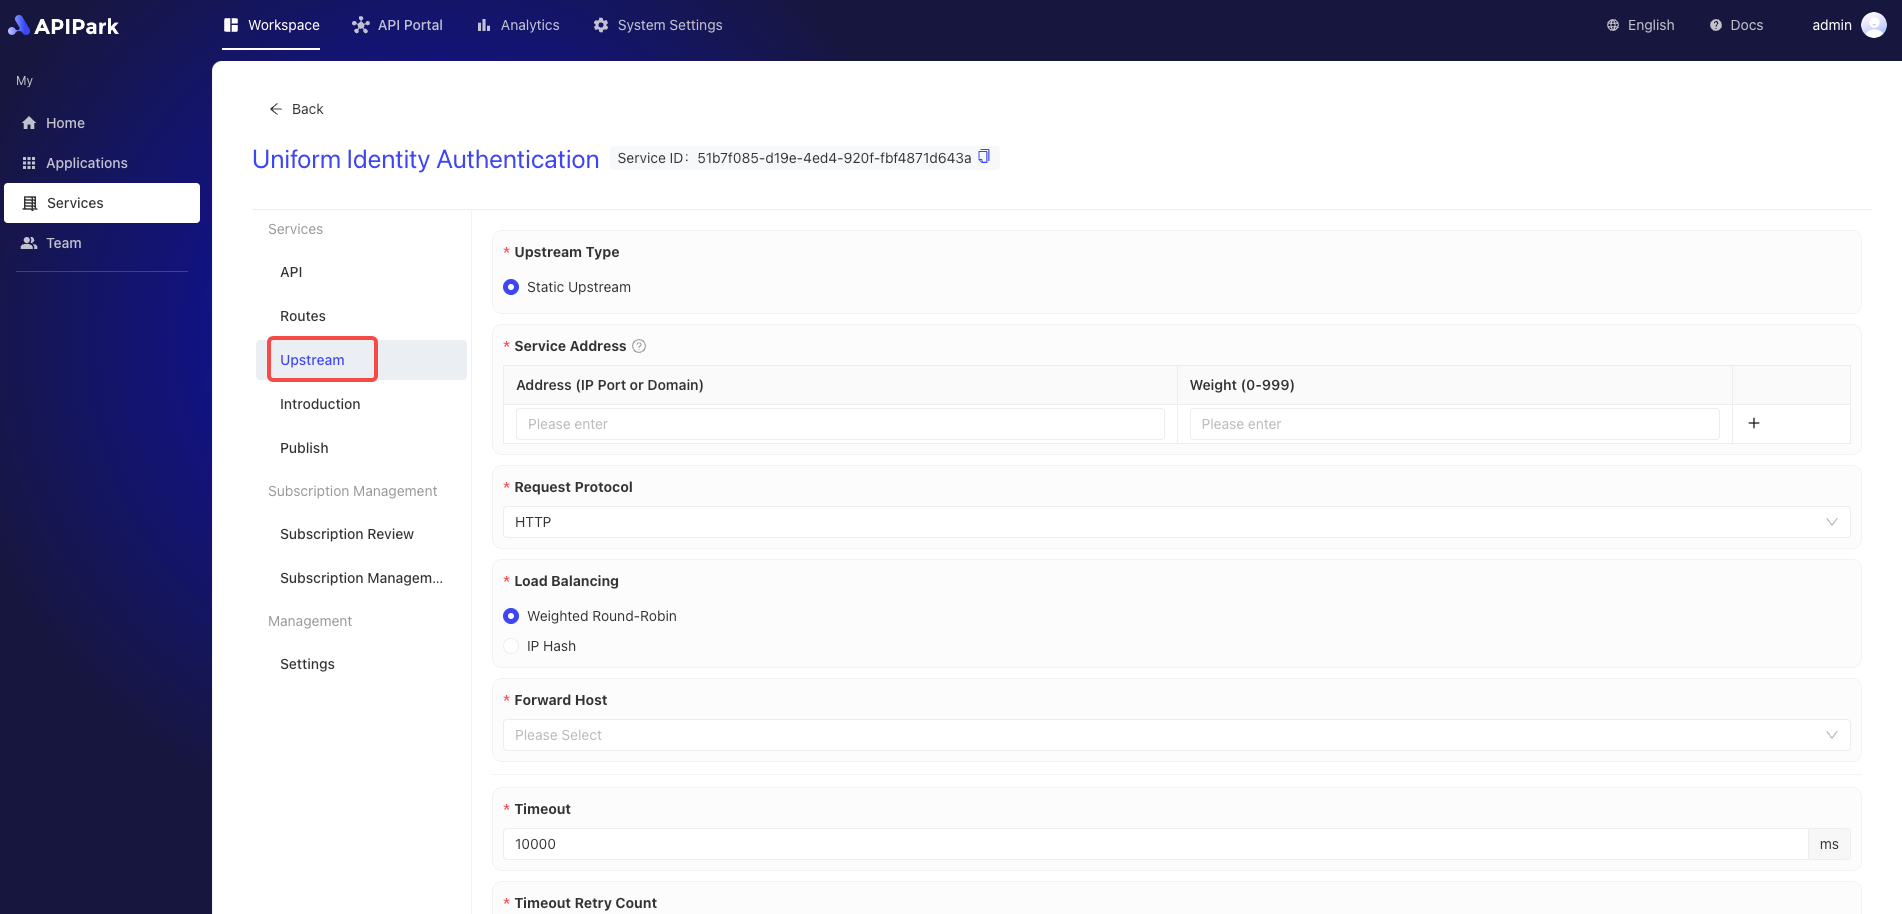 APIPark
Workspace
API Portal
Analytics
System Settings
English
Docs
admin
My
Home
Applications
Services
Team
Back
Uniform Identity Authentication
Service ID: 51b7f085-d19e-4ed4-920f-fbf4871d643a
Services
API
Routes
Upstream
Introduction
Publish
Subscription Management
Subscription Review
Subscription Managem...
Management
Settings
* Upstream Type
Static Upstream
* Service Address
Address (IP Port or Domain)
Weight (0-999)
Please enter
Please enter
* Request Protocol
HTTP
* Load Balancing
Weighted Round-Robin
IP Hash
* Forward Host
Please Select
* Timeout
10000
ms
* Timeout Retry Count